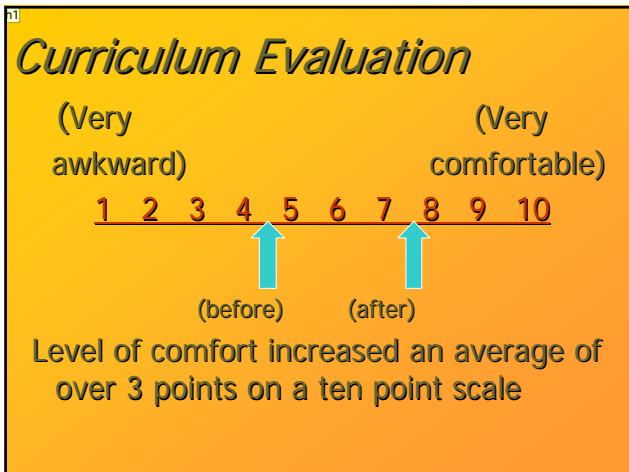 n1
Curriculum Evaluation
(Very (Very
awkward) comfortable)
1 2 3 4 5 6 7 8 9 10
(before) (after)
Level of comfort increased an average of
over 3 points on a ten point scale